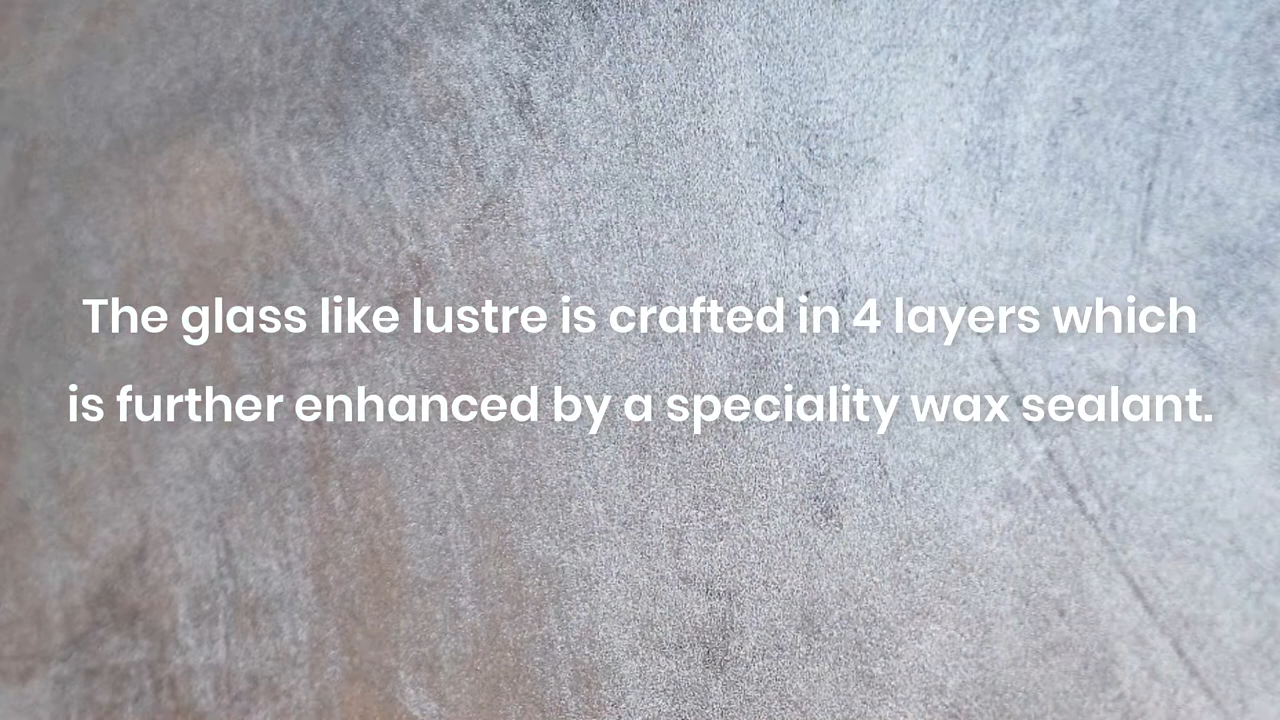 The glass like lustre is crafted in 4 layers which
is further enhanced by a speciality wax sealant.